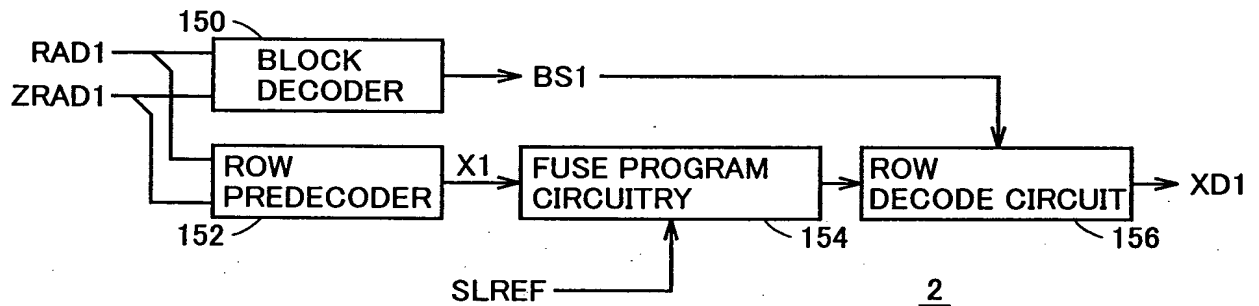 150
RAD1
ZRAD1
BLOCK
DECODER
BS1
ROW
PREDECODER
152
X1
FUSE PROGRAM
CIRCUITRY
154
ROW
DECODE CIRCUIT
156
XD1
SLREF
2